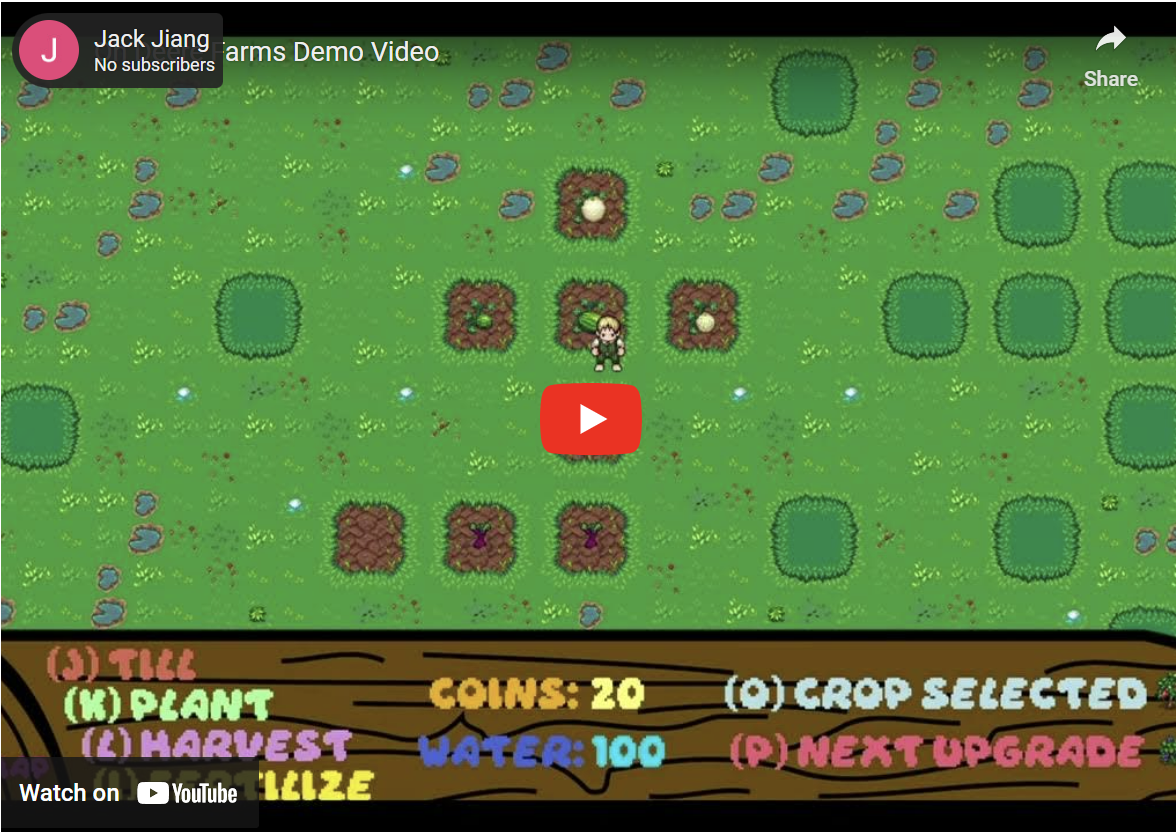 J
Jack Jiang
No subscribers
Farms Demo Video
Share
(J) TILL
(K) PLANT
(L) HARVEST
COINS: 20
WATER: 100
(O) CROP SELECTED
(P) NEXT UPGRADE
Watch on YouTube